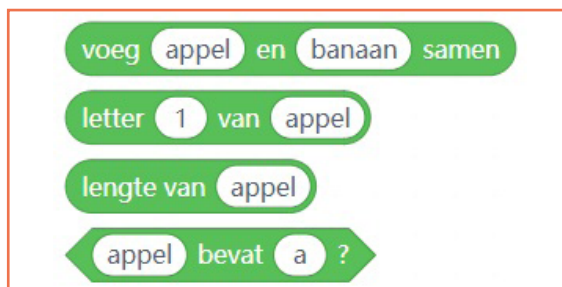 voeg appel en banaan samen
letter 1 van appel
lengte van appel
appel bevat a ?